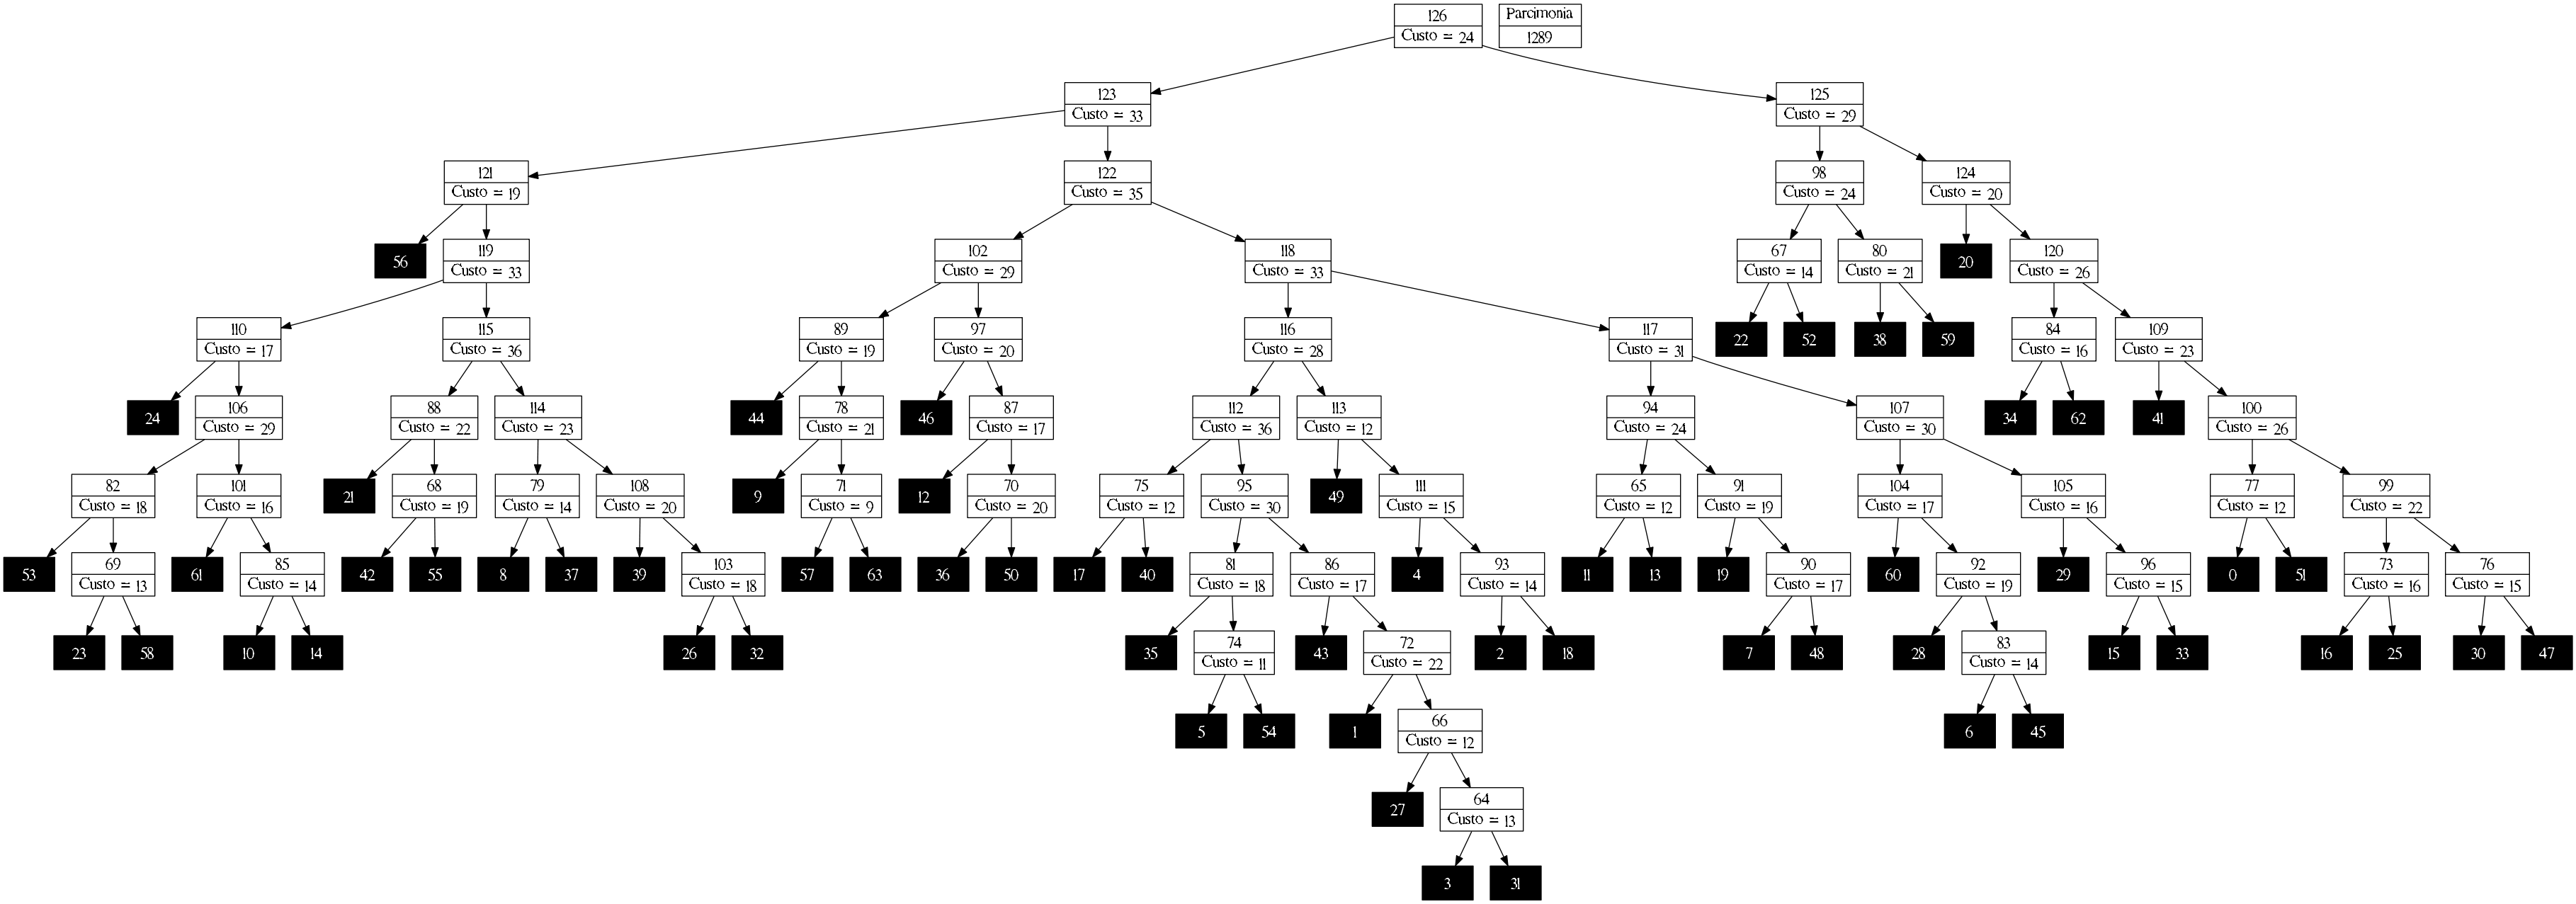 126
Custo = 24
Parcimonia
1289
123
Custo = 33
125
Custo = 29
121
Custo = 19
122
Custo = 35
98
Custo = 24
124
Custo = 20
56
119
Custo = 33
102
Custo = 29
118
Custo = 33
67
Custo = 14
80
Custo = 21
20
120
Custo = 26
110
Custo = 17
115
Custo = 36
89
Custo = 19
97
Custo = 20
116
Custo = 28
117
Custo = 31
22
52
38
59
84
Custo = 16
109
Custo = 23
24
106
Custo = 29
88
Custo = 22
114
Custo = 23
44
78
Custo = 21
46
87
Custo = 17
112
Custo = 36
113
Custo = 12
94
Custo = 24
107
Custo = 30
34
62
41
100
Custo = 26
82
Custo = 18
101
Custo = 16
21
68
Custo = 19
79
Custo = 14
108
Custo = 20
9
71
Custo = 9
12
70
Custo = 20
75
Custo = 12
95
Custo = 30
49
111
Custo = 15
65
Custo = 12
91
Custo = 19
104
Custo = 17
105
Custo = 16
77
Custo = 12
99
Custo = 22
53
69
Custo = 13
61
85
Custo = 14
42
55
8
37
39
103
Custo = 18
57
63
36
50
17
40
81
Custo = 18
86
Custo = 17
4
93
Custo = 14
11
13
19
90
Custo = 17
60
92
Custo = 19
29
96
Custo = 15
0
51
73
Custo = 16
76
Custo = 15
23
58
10
14
26
32
35
74
Custo = 11
43
72
Custo = 22
2
18
7
48
28
83
Custo = 14
15
33
16
25
30
47
5
54
1
66
Custo = 12
6
45
27
64
Custo = 13
3
31